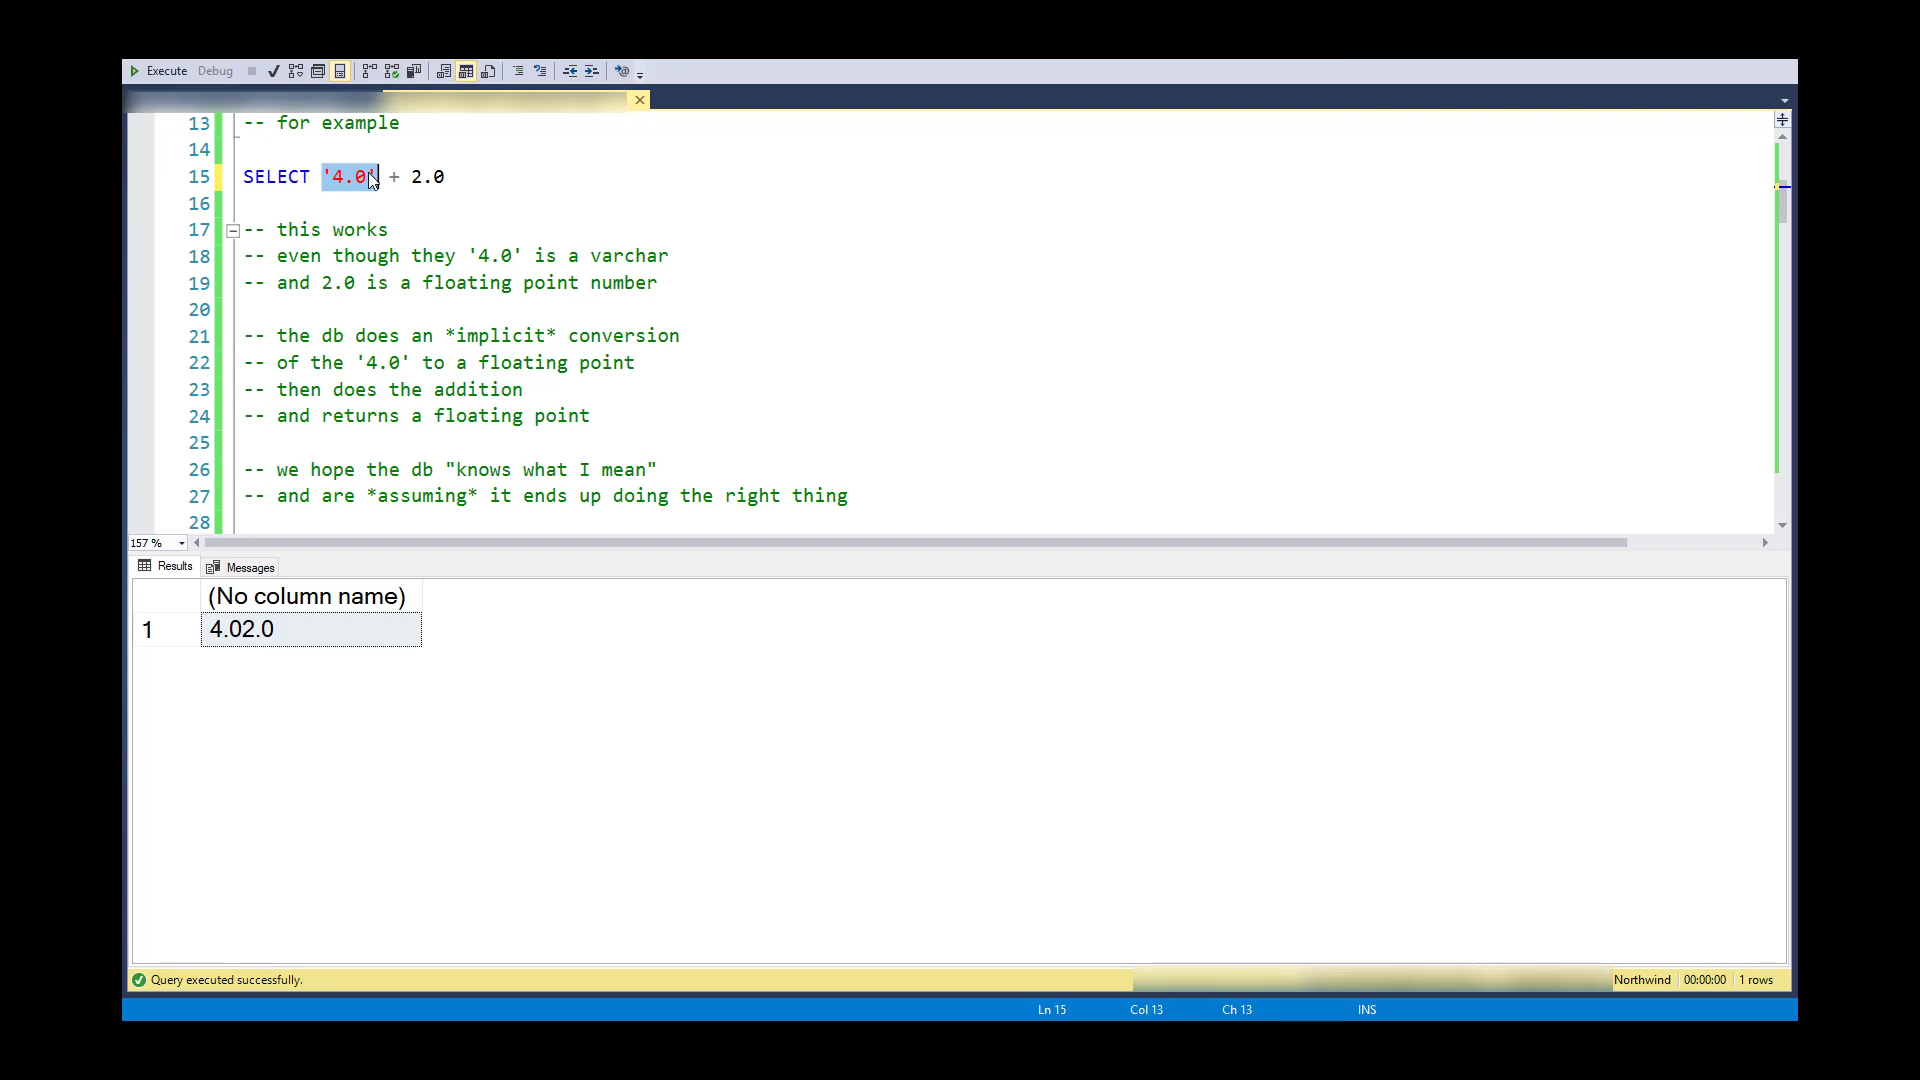 Execute Debug
13 -- for example
14
15 SELECT '4.0' + 2.0
16
17 -- this works
18 -- even though they '4.0' is a varchar
19 -- and 2.0 is a floating point number
20
21 -- the db does an *implicit* conversion
22 -- of the '4.0' to a floating point
23 -- then does the addition
24 -- and returns a floating point
25
26 -- we hope the db "knows what I mean"
27 -- and are *assuming* it ends up doing the right thing
28
157 %
Results Messages
(No column name)
1 4.02.0
Query executed successfully. Northwind 00:00:00 1 rows
Ln 15 Col 13 Ch 13 INS